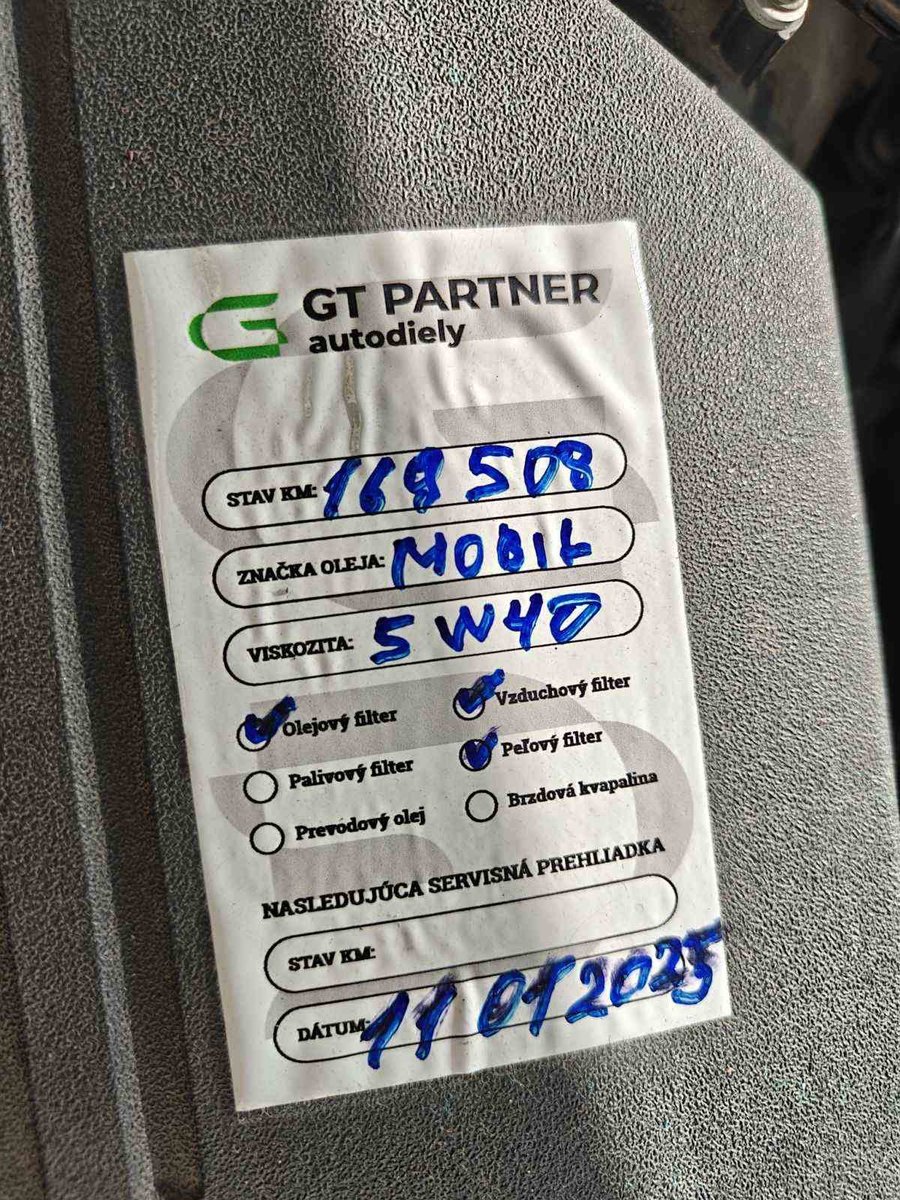 GT PARTNER
autodiely
STAV KM: 169 508
ZNAČKA OLEJA: MOBIL
VISKOZITA: 5W40
Olejový filter
Vzduchový filter
Palivový filter
Peľový filter
Prevodový olej
Brzdová kvapalina
NASLEDUJÚCA SERVISNÁ PREHLIADKA
STAV KM:
DÁTUM: 11 01 2025